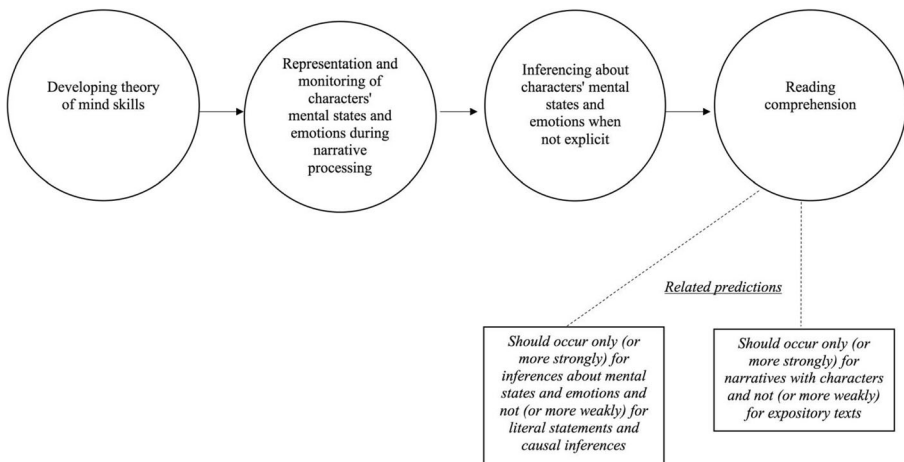 Developing theory
of mind skills
Representation and
monitoring of
characters'
mental states and
emotions during
narrative
processing
Inferencing about
characters' mental
states and
emotions when
not explicit
Reading
comprehension
Related predictions
Should occur only (or
more strongly) for
inferences about mental
states and emotions and
not (or more weakly) for
literal statements and
causal inferences
Should occur only (or
more strongly) for
narratives with characters
and not (or more weakly)
for expository texts